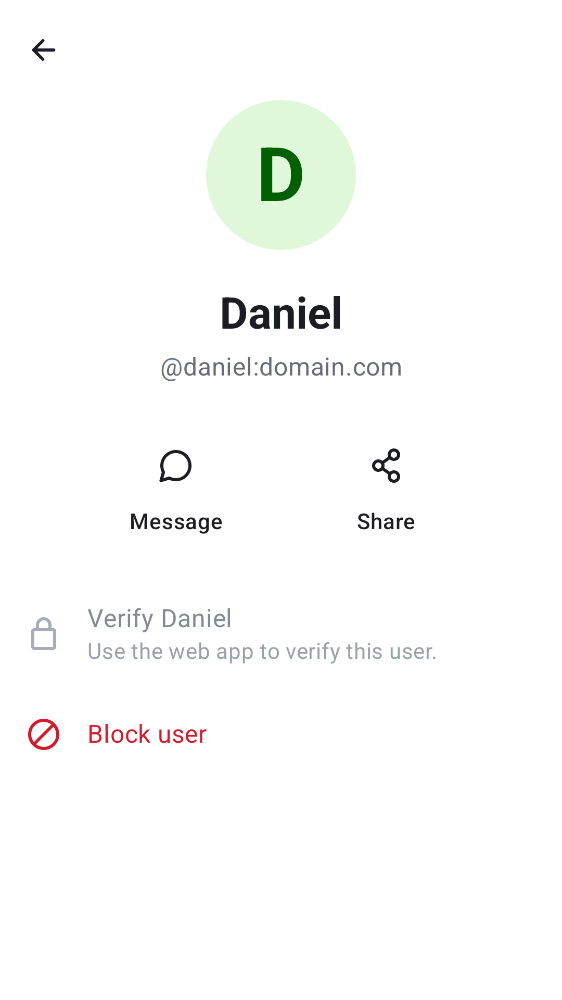 D
Daniel
@daniel:domain.com
Message
Share
Verify Daniel
Use the web app to verify this user.
Block user